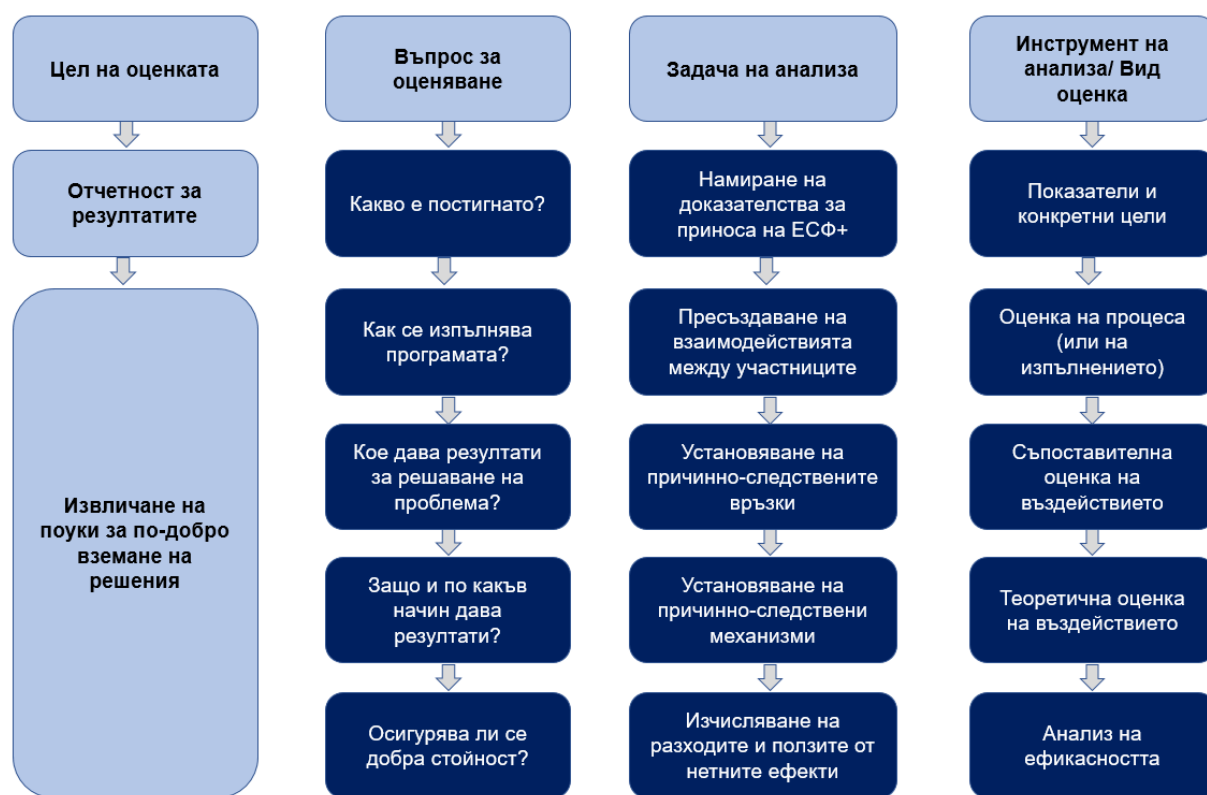 Цел на оценката
Въпрос за
оценяване
Задача на анализа
Инструмент на
анализа/ Вид
оценка
Отчетност за
резултатите
Какво е постигнато?
Намиране на
доказателства за
приноса на ЕСФ+
Показатели и
конкретни цели
Извличане на
поуки за по-добро
вземане на
решения
Как се изпълнява
програмата?
Пресъздаване на
взаимодействията
между участниците
Оценка на процеса
(или на
изпълнението)
Кое дава резултати
за решаване на
проблема?
Установяване на
причинно-следствените
връзки
Съпоставителна
оценка на
въздействието
Защо и по какъв
начин дава
резултати?
Установяване на
причинно-следствени
механизми
Теоретична оценка
на въздействието
Осигурява ли се
добра стойност?
Изчисляване на
разходите и ползите от
нетните ефекти
Анализ на
ефикасността